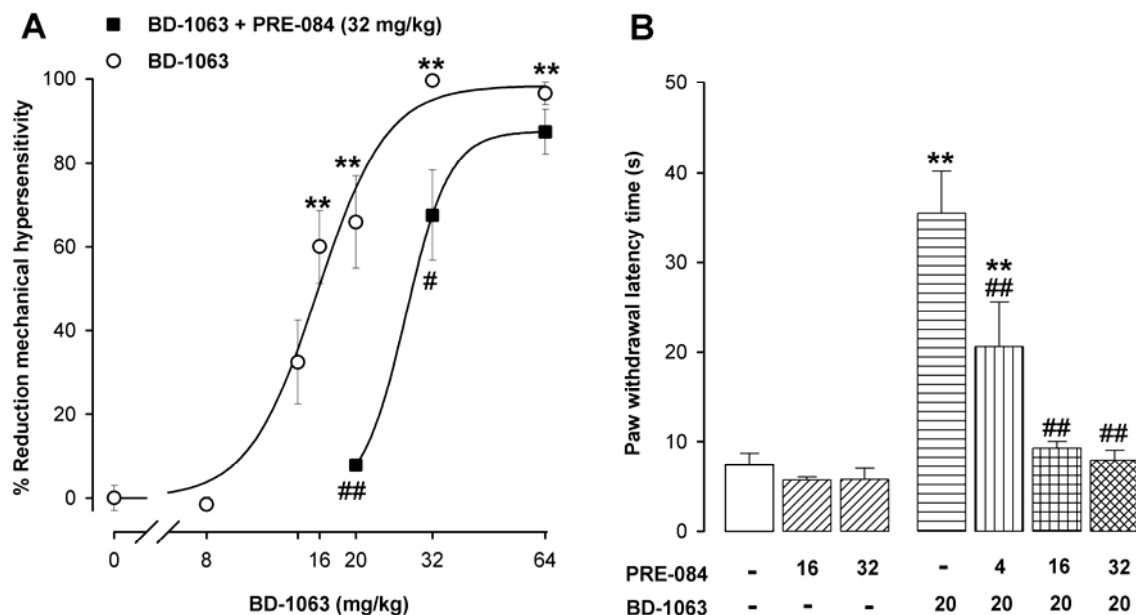 A
BD-1063 + PRE-084 (32 mg/kg)
BD-1063
% Reduction mechanical hypersensitivity
100
80
60
40
20
0
**
**
**
**
#
##
0 8 16 20 32 64
BD-1063 (mg/kg)
B
Paw withdrawal latency time (s)
50
40
30
20
10
0
**
**
##
##
##
PRE-084 - 16 32 - 4 16 32
BD-1063 - - - 20 20 20 20